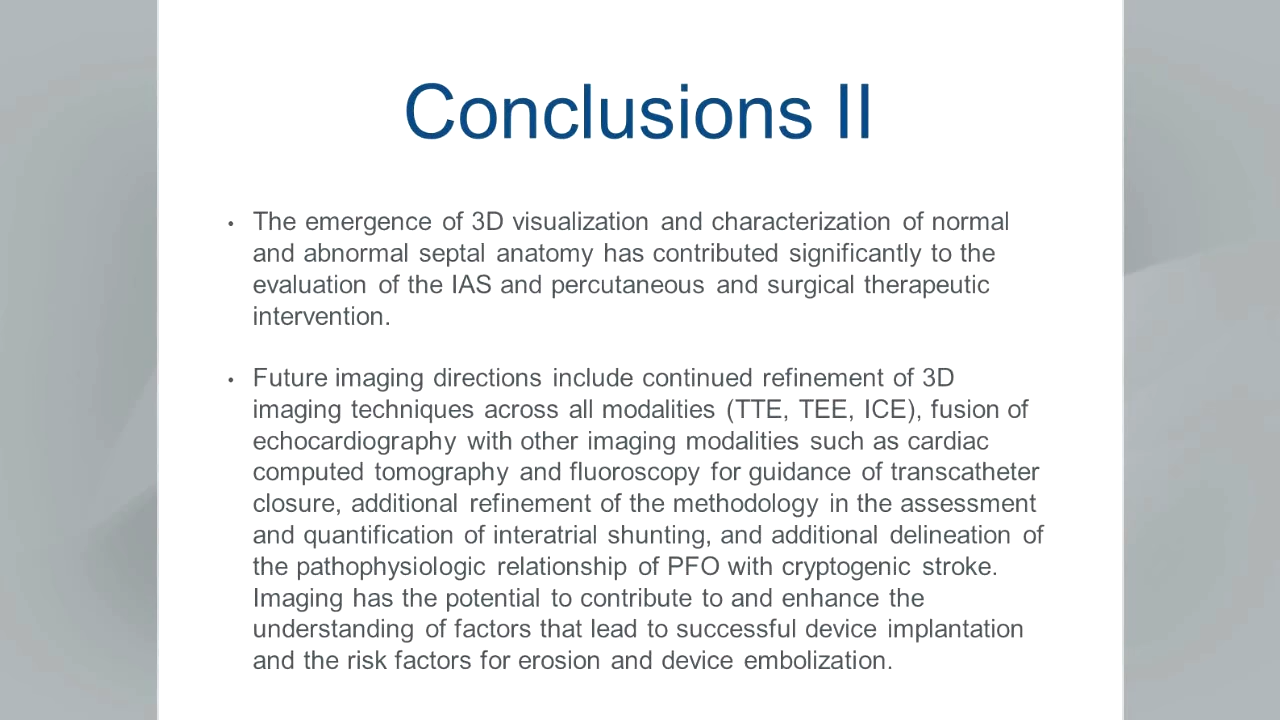 Conclusions II
• The emergence of 3D visualization and characterization of normal
and abnormal septal anatomy has contributed significantly to the
evaluation of the IAS and percutaneous and surgical therapeutic
intervention.
• Future imaging directions include continued refinement of 3D
imaging techniques across all modalities (TTE, TEE, ICE), fusion of
echocardiography with other imaging modalities such as cardiac
computed tomography and fluoroscopy for guidance of transcatheter
closure, additional refinement of the methodology in the assessment
and quantification of interatrial shunting, and additional delineation of
the pathophysiologic relationship of PFO with cryptogenic stroke.
Imaging has the potential to contribute to and enhance the
understanding of factors that lead to successful device implantation
and the risk factors for erosion and device embolization.